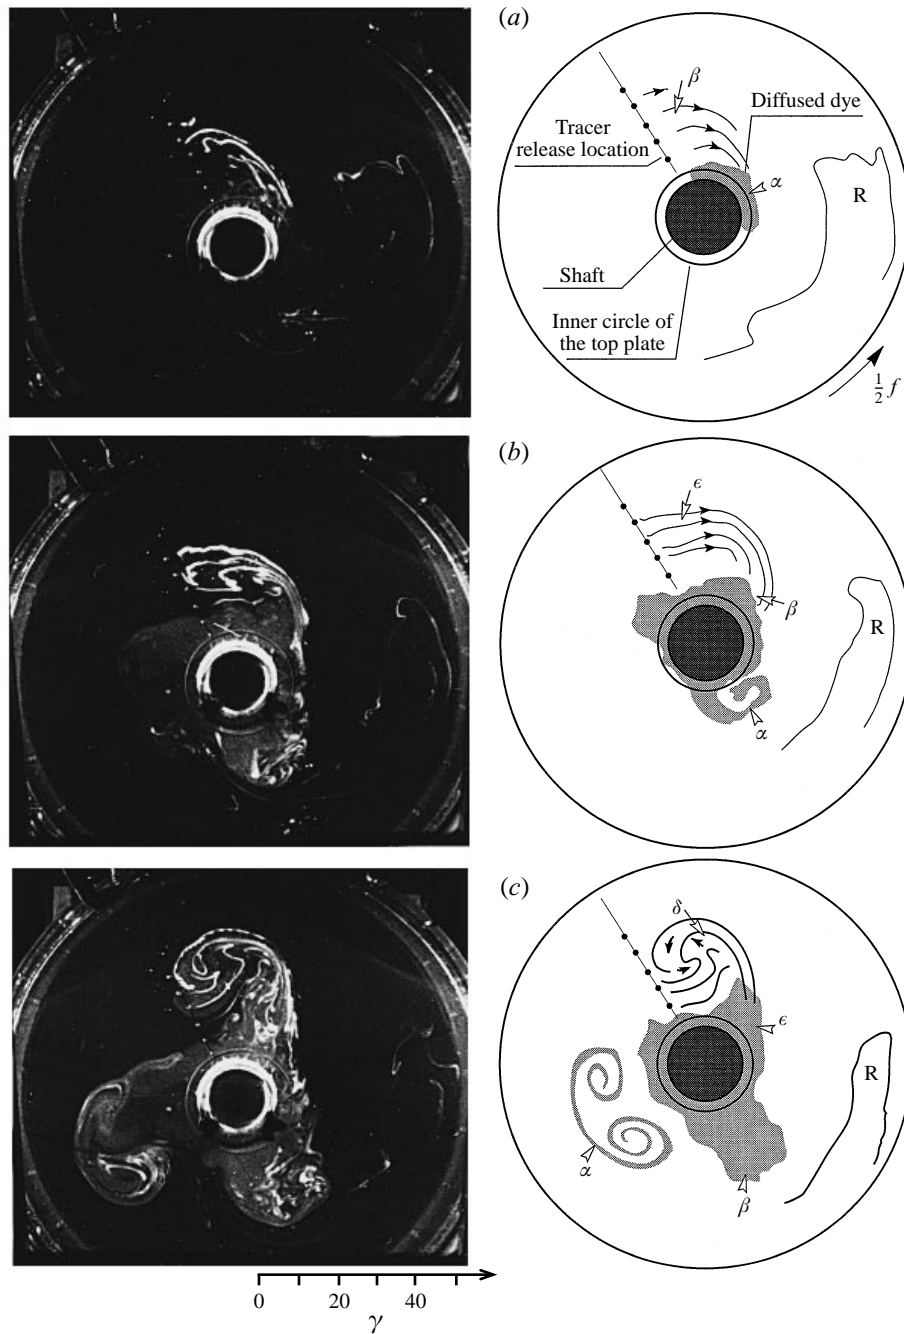 (a)
β
Diffused dye
Tracer
release location
α
R
Shaft
Inner circle of
the top plate
½ f
(b)
ϵ
β
R
α
(c)
δ
ϵ
R
α
β
0 20 40
γ